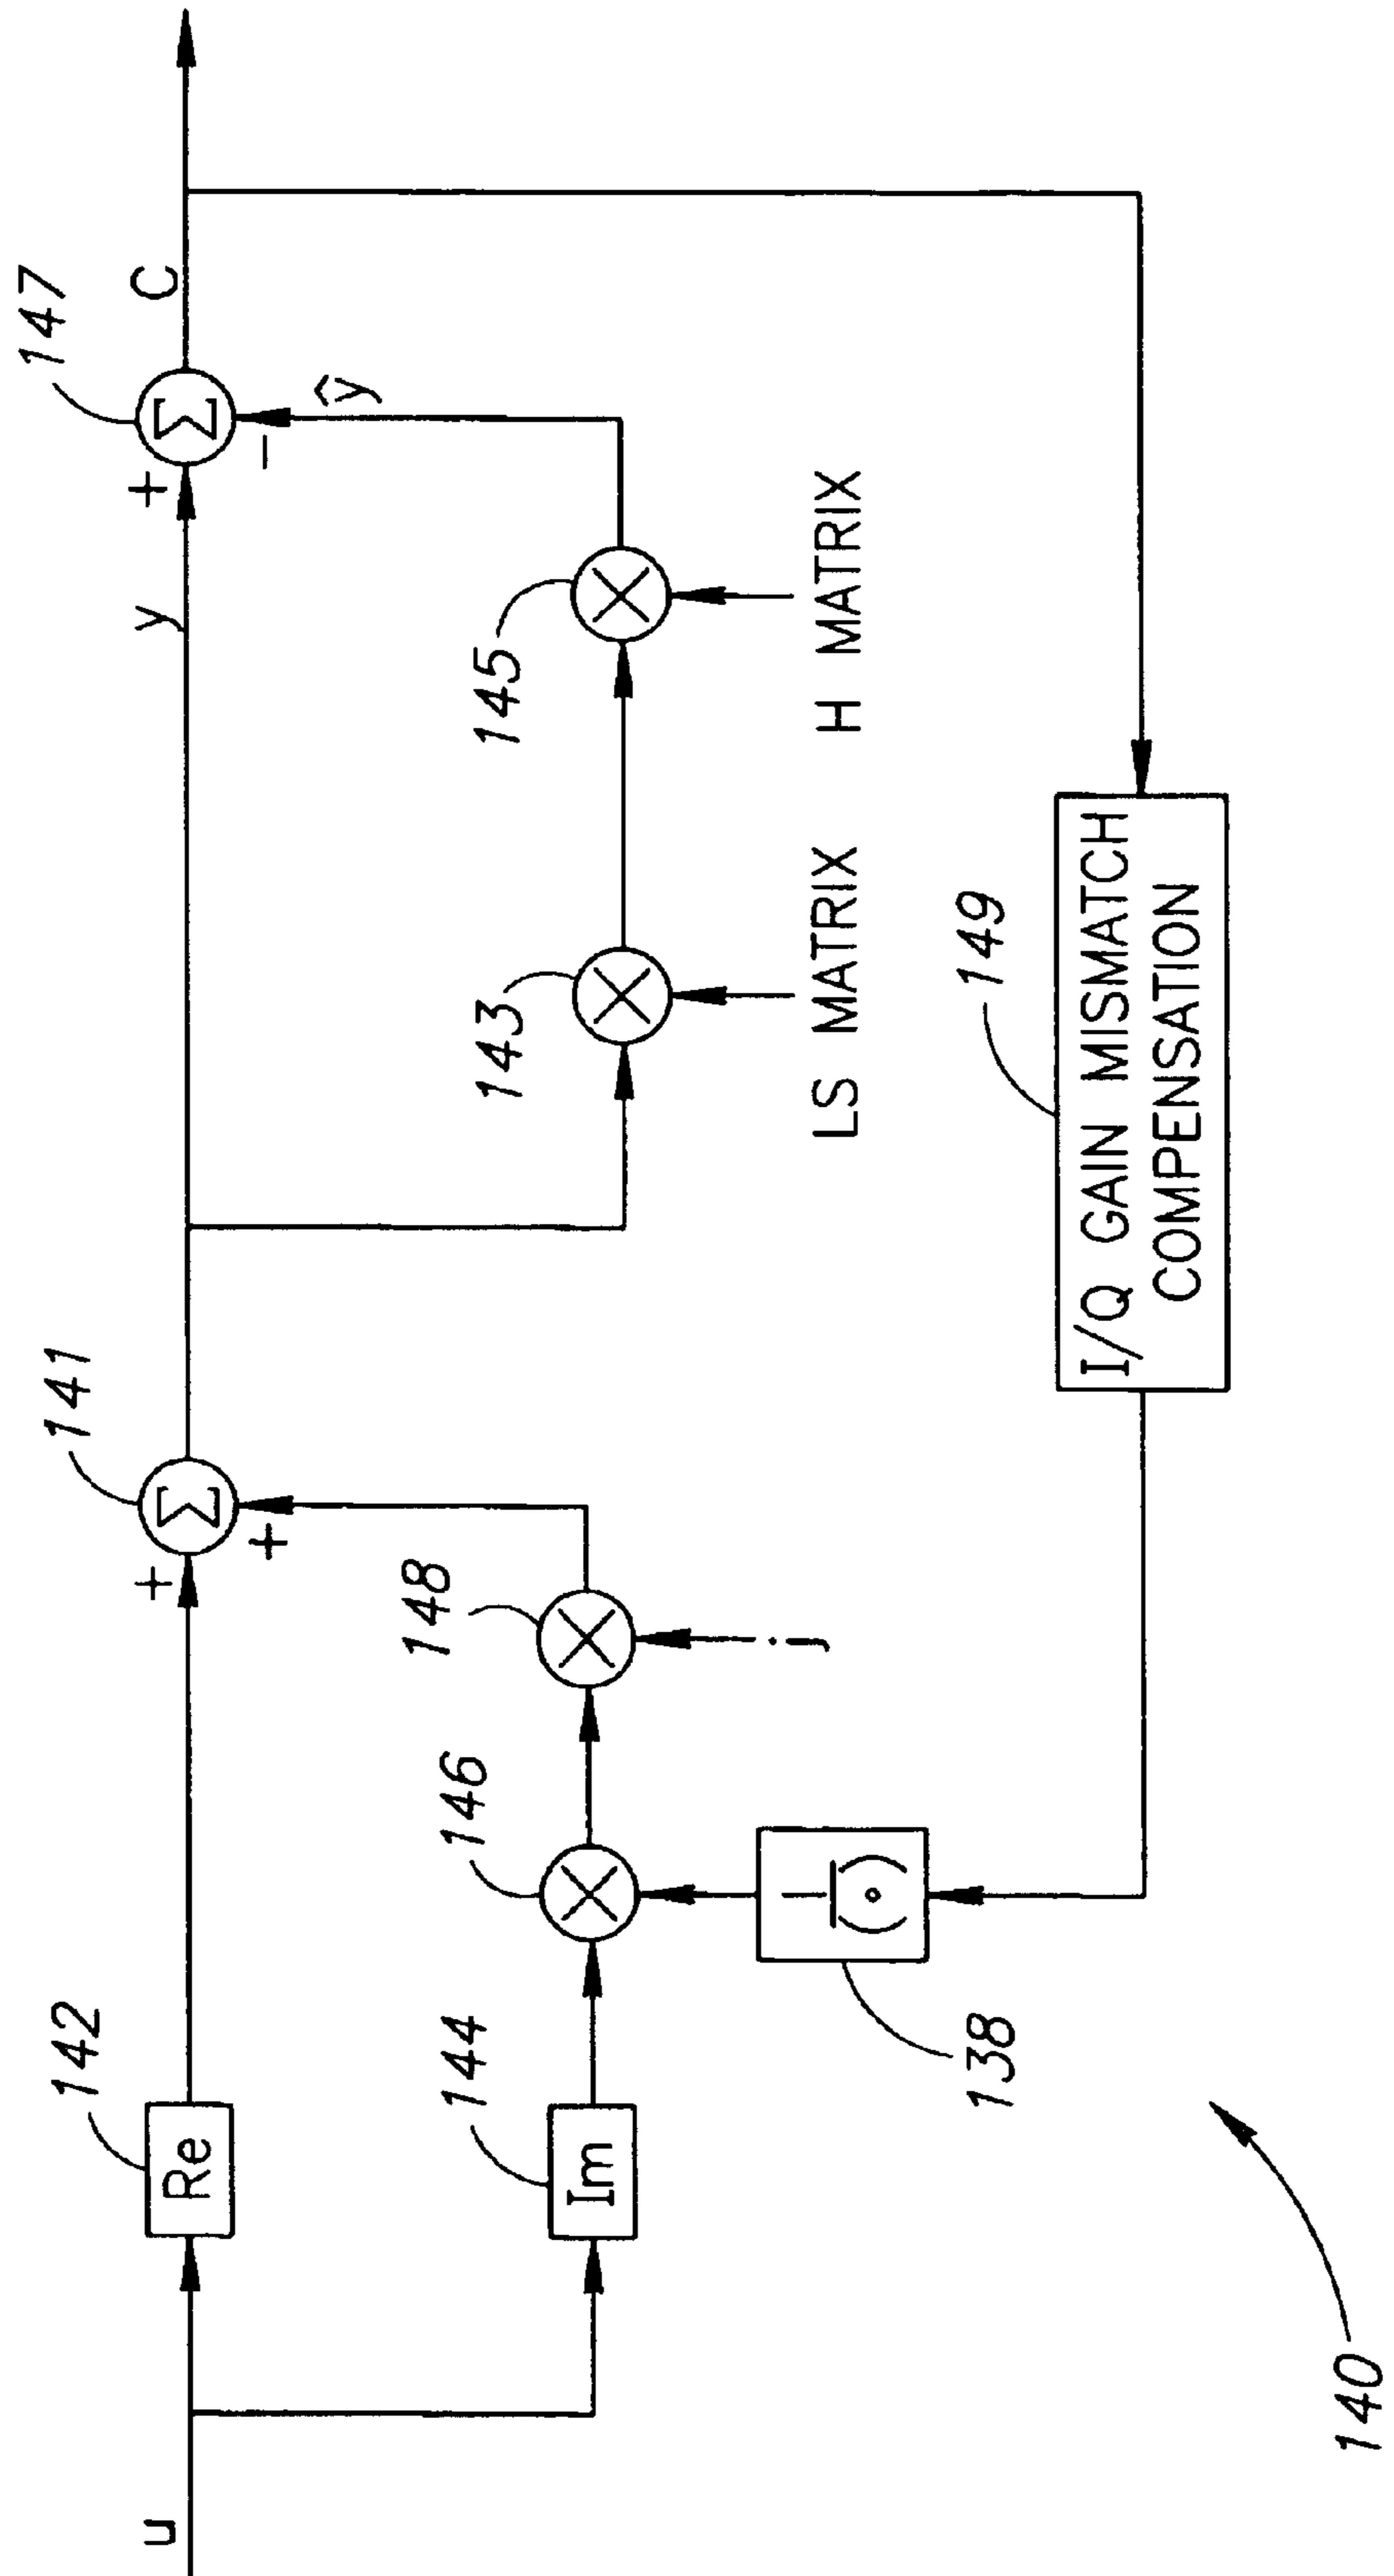 u
142
Re
144
Im
146
148
j
138
1/(∘)
141
+
+
Σ
y
143
LS MATRIX
145
H MATRIX
ŷ
147
+
−
Σ
C
149
I/Q GAIN MISMATCH
COMPENSATION
140